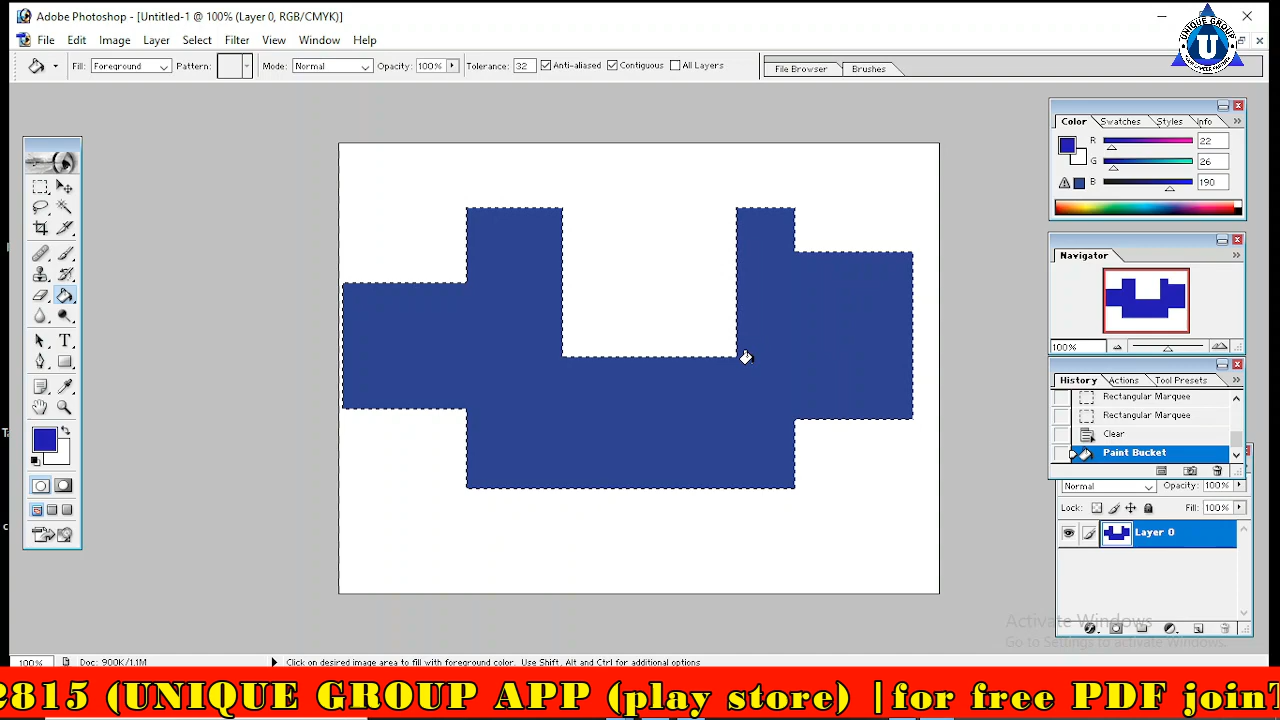 Adobe Photoshop - [Untitled-1 @ 100% (Layer 0, RGB/CMYK)]
File Edit Image Layer Select Filter View Window Help
Fill: Foreground Pattern: Mode: Normal Opacity: 100% Tolerance: 32 Anti-aliased Contiguous All Layers File Browser Brushes
UNIQUE GROUP
U
Color Swatches Styles Info
R 22
G 26
B 190
Navigator
100%
History Actions Tool Presets
Rectangular Marquee
Rectangular Marquee
Clear
Paint Bucket
Normal Opacity: 100%
Lock: Fill: 100%
Layer 0
Activate Windows
Go to Settings to activate Windows.
100% Doc: 900K/1.1M Click on desired image area to fill with foreground color. Use Shift, Alt and Ctrl for additional options
2815 (UNIQUE GROUP APP (play store) |for free PDF join